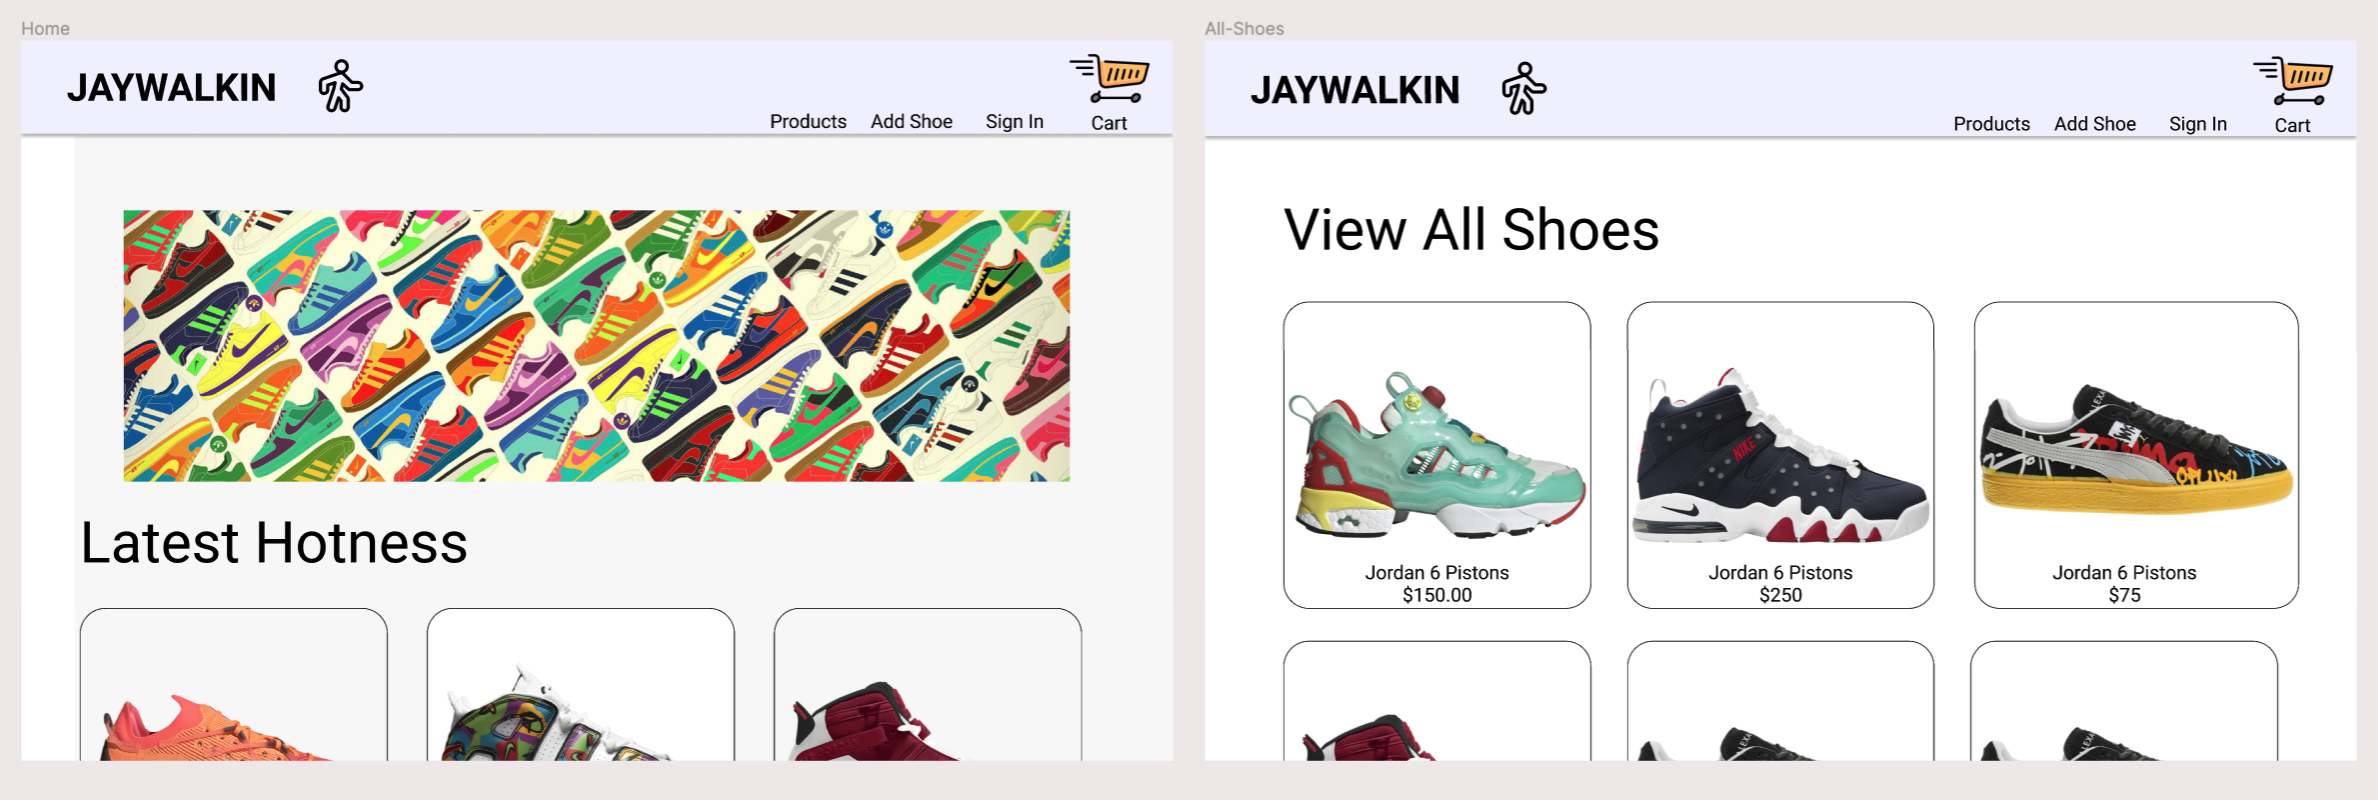 Home
JAYWALKIN
Products Add Shoe Sign In Cart
Latest Hotness
All-Shoes
JAYWALKIN
Products Add Shoe Sign In Cart
View All Shoes
NIKE
Jordan 6 Pistons
$150.00
Jordan 6 Pistons
$250
Jordan 6 Pistons
$75